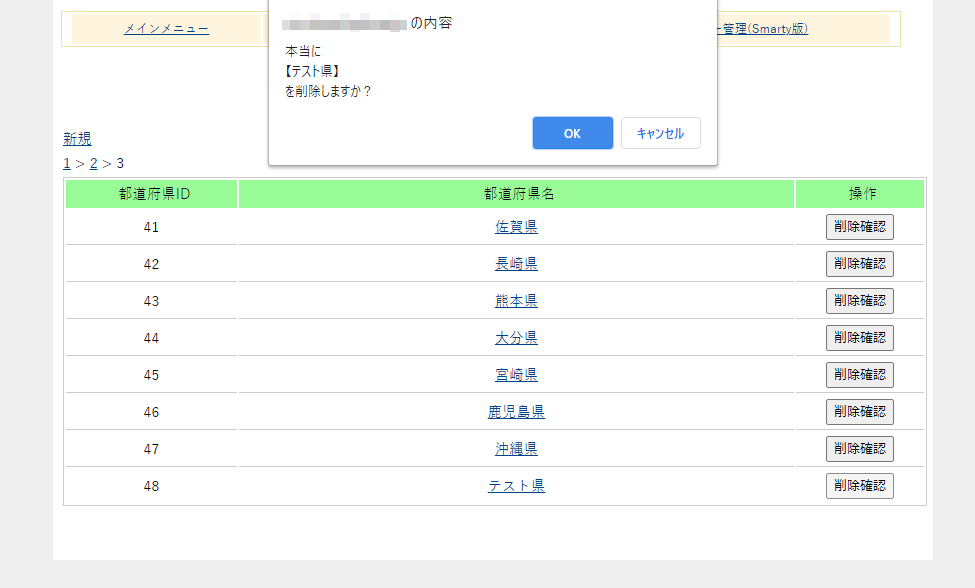 メインメニュー
ー管理(Smarty版)
の内容
本当に
【テスト県】
を削除しますか？
OK キャンセル
新規
1 > 2 > 3
都道府県ID 都道府県名 操作
41 佐賀県 削除確認
42 長崎県 削除確認
43 熊本県 削除確認
44 大分県 削除確認
45 宮崎県 削除確認
46 鹿児島県 削除確認
47 沖縄県 削除確認
48 テスト県 削除確認